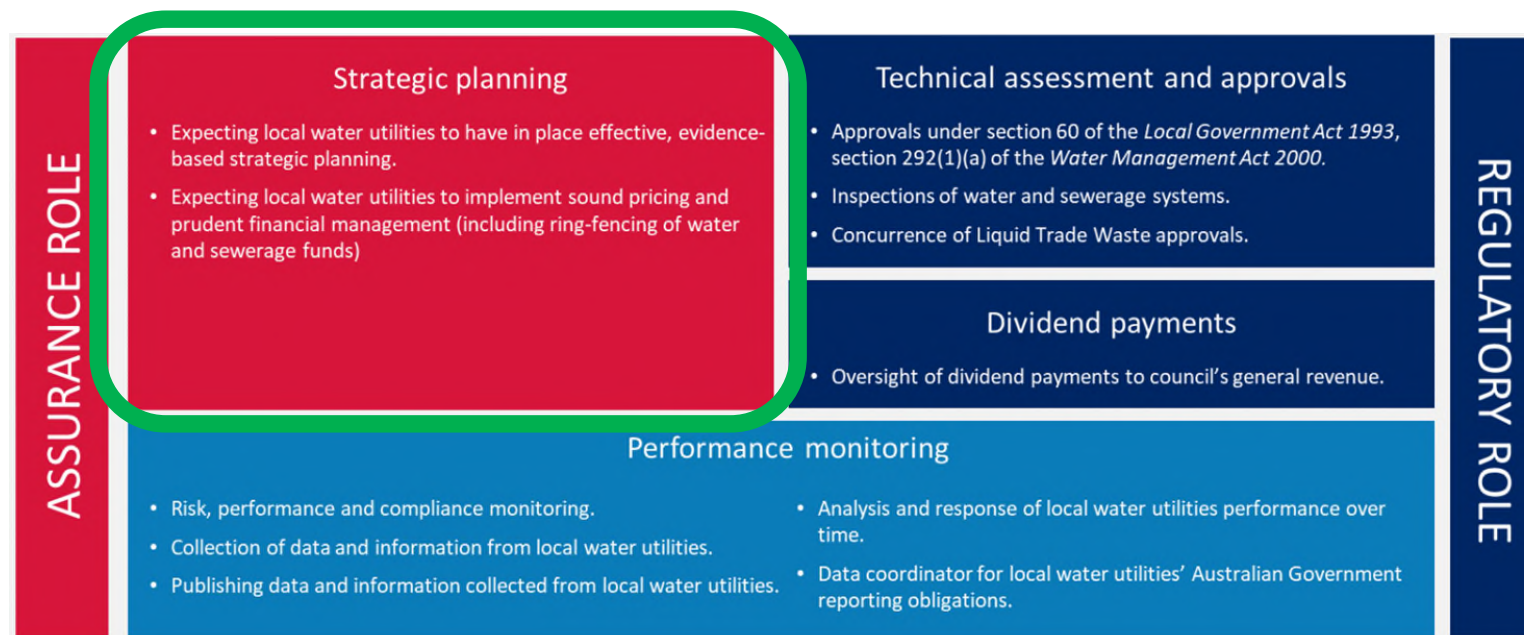 ASSURANCE ROLE
Strategic planning
• Expecting local water utilities to have in place effective, evidence-
based strategic planning.
• Expecting local water utilities to implement sound pricing and
prudent financial management (including ring-fencing of water
and sewerage funds)
Technical assessment and approvals
• Approvals under section 60 of the Local Government Act 1993,
section 292(1)(a) of the Water Management Act 2000.
• Inspections of water and sewerage systems.
• Concurrence of Liquid Trade Waste approvals.
Dividend payments
• Oversight of dividend payments to council’s general revenue.
Performance monitoring
• Risk, performance and compliance monitoring.
• Collection of data and information from local water utilities.
• Publishing data and information collected from local water utilities.
• Analysis and response of local water utilities performance over
time.
• Data coordinator for local water utilities’ Australian Government
reporting obligations.
REGULATORY ROLE